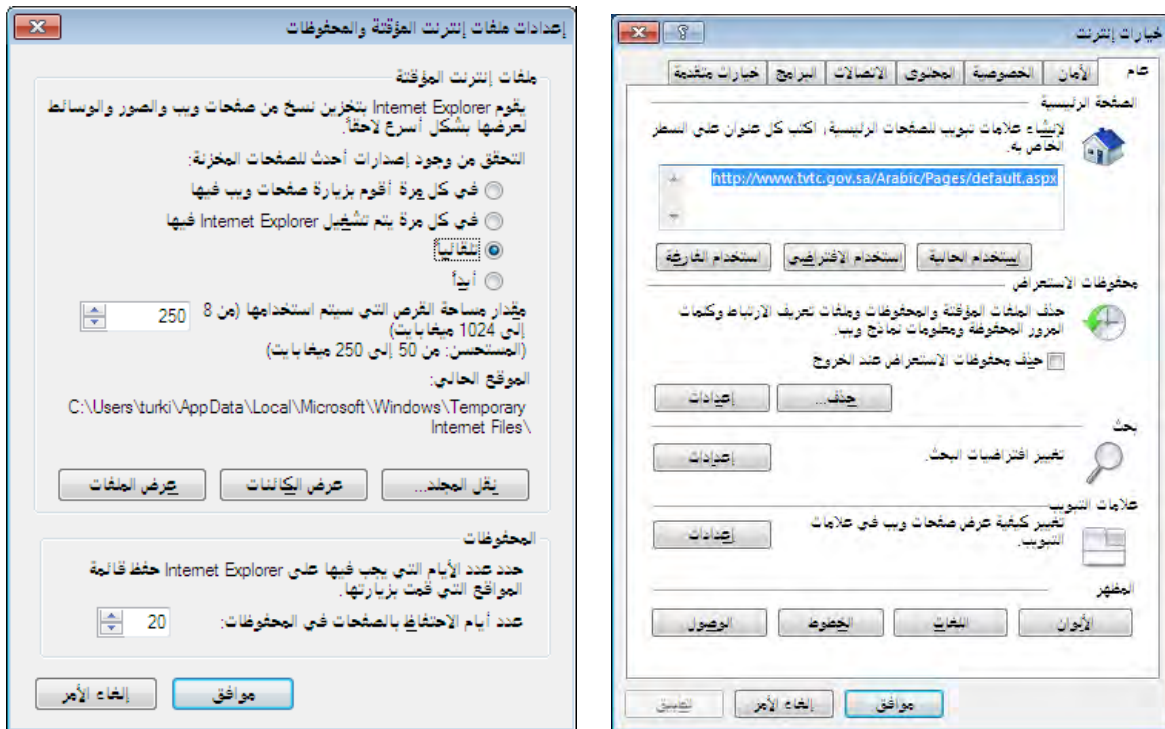 خيارات إنترنت
عام
الأمان
الخصوصية
المحتوى
الاتصالات
البرامج
خيارات متقدمة
الصفحة الرئيسية
لإنشاء علامات تبويب للصفحات الرئيسية، اكتب كل عنوان على السطر
الخاص به.
http://www.tvtc.gov.sa/Arabic/Pages/default.aspx
استخدام الحالية
استخدام الافتراضي
استخدام الفارغة
محفوظات الاستعراض
حذف الملفات المؤقتة والمحفوظات وملفات تعريف الارتباط وكلمات
المرور المحفوظة ومعلومات نماذج ويب.
حذف محفوظات الاستعراض عند الخروج
حذف...
إعدادات
بحث
تغيير افتراضيات البحث.
إعدادات
علامات التبويب
تغيير كيفية عرض صفحات ويب في علامات
التبويب.
إعدادات
المظهر
الألوان
اللغات
الخطوط
الوصول
موافق
إلغاء الأمر
تطبيق
إعدادات ملفات إنترنت المؤقتة والمحفوظات
ملفات إنترنت المؤقتة
يقوم Internet Explorer بتخزين نسخ من صفحات ويب والصور والوسائط
لعرضها بشكل أسرع لاحقاً.
التحقق من وجود إصدارات أحدث للصفحات المخزنة:
في كل مرة أقوم بزيارة صفحات ويب فيها
في كل مرة يتم تشغيل Internet Explorer فيها
تلقائياً
أبداً
مقدار مساحة القرص التي سيتم استخدامها (من 8
إلى 1024 ميغابايت)
(المستحسن: من 50 إلى 250 ميغابايت)
250
الموقع الحالي:
C:\Users\turki\AppData\Local\Microsoft\Windows\Temporary
Internet Files\
نقل المجلد...
عرض الكائنات
عرض الملفات
المحفوظات
حدد عدد الأيام التي يجب فيها على Internet Explorer حفظ قائمة
المواقع التي قمت بزيارتها.
عدد أيام الاحتفاظ بالصفحات في المحفوظات:
20
موافق
إلغاء الأمر